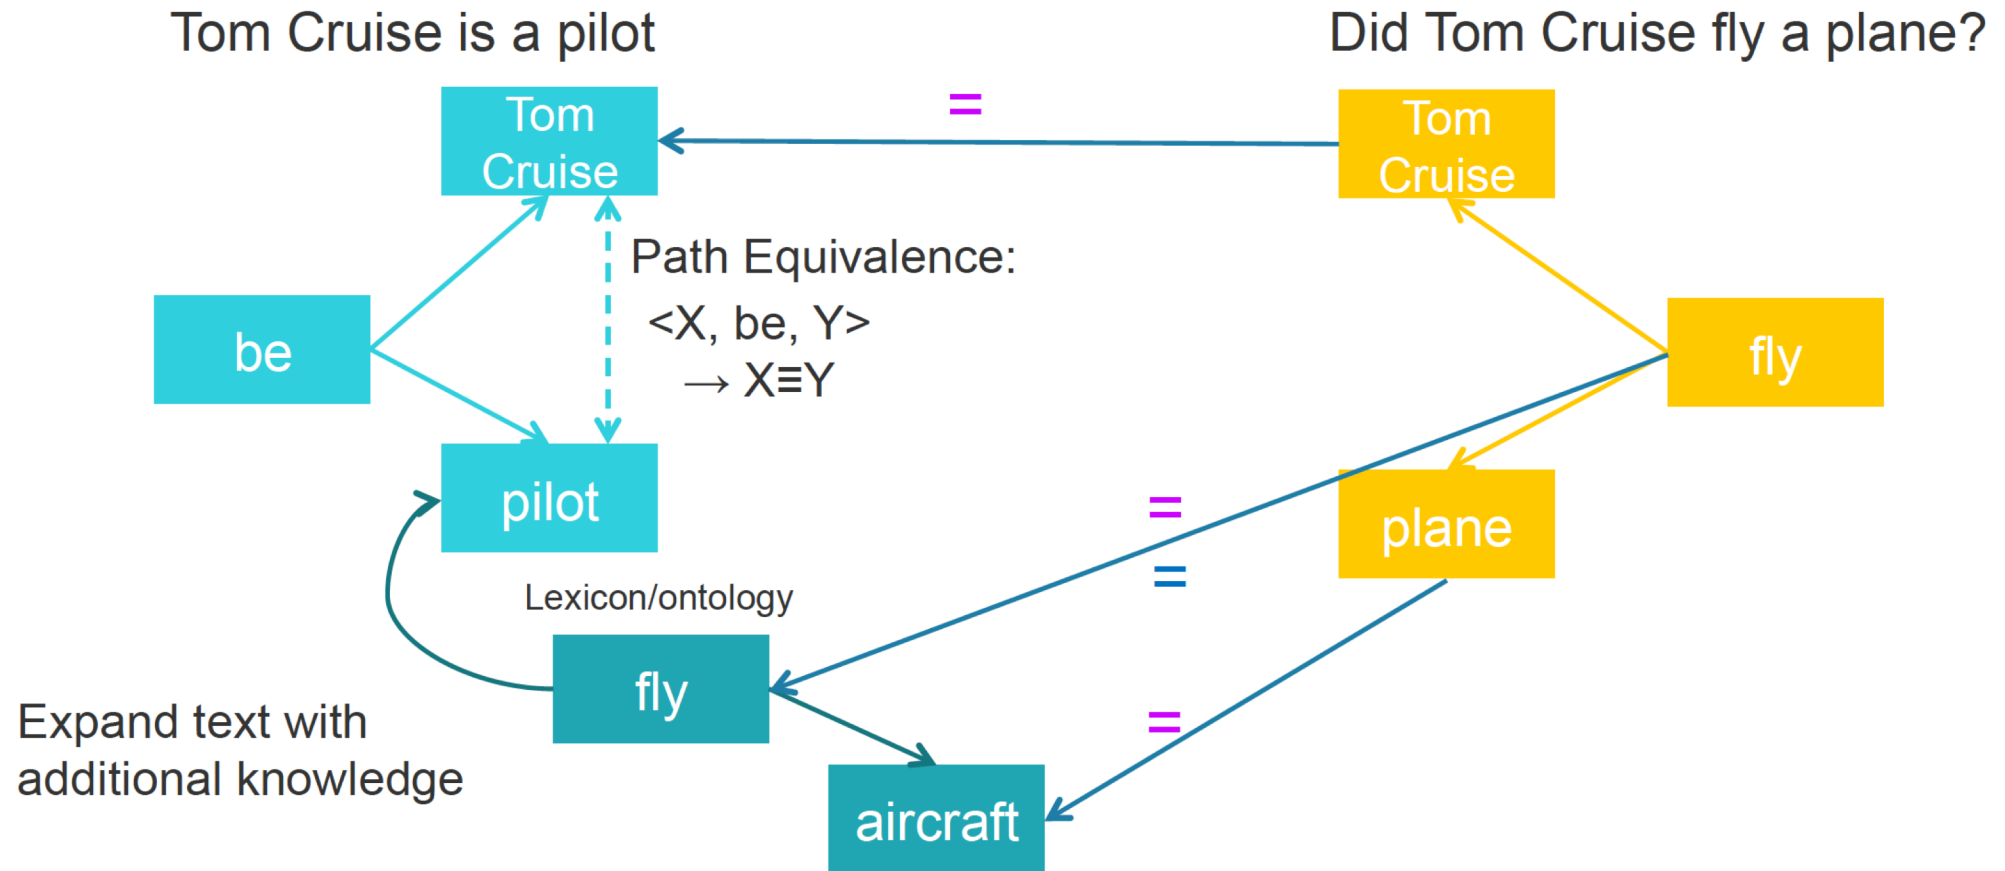 Tom Cruise is a pilot
Did Tom Cruise fly a plane?
Tom
Cruise
=
Tom
Cruise
Path Equivalence:
<X, be, Y>
→ X≡Y
be
fly
pilot
=
plane
=
Lexicon/ontology
fly
=
Expand text with
additional knowledge
aircraft